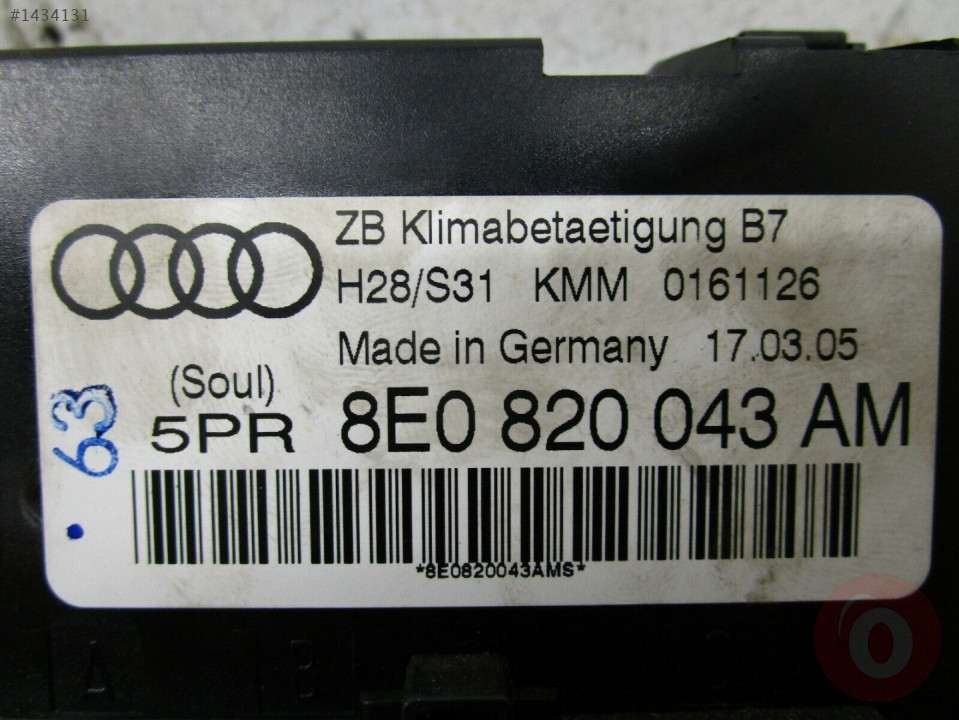 #1434131
ZB Klimabetaetigung B7
H28/S31 KMM 0161126
Made in Germany 17.03.05
(Soul)
5PR 8E0 820 043 AM
63
*8E0820043AMS*
A B
O